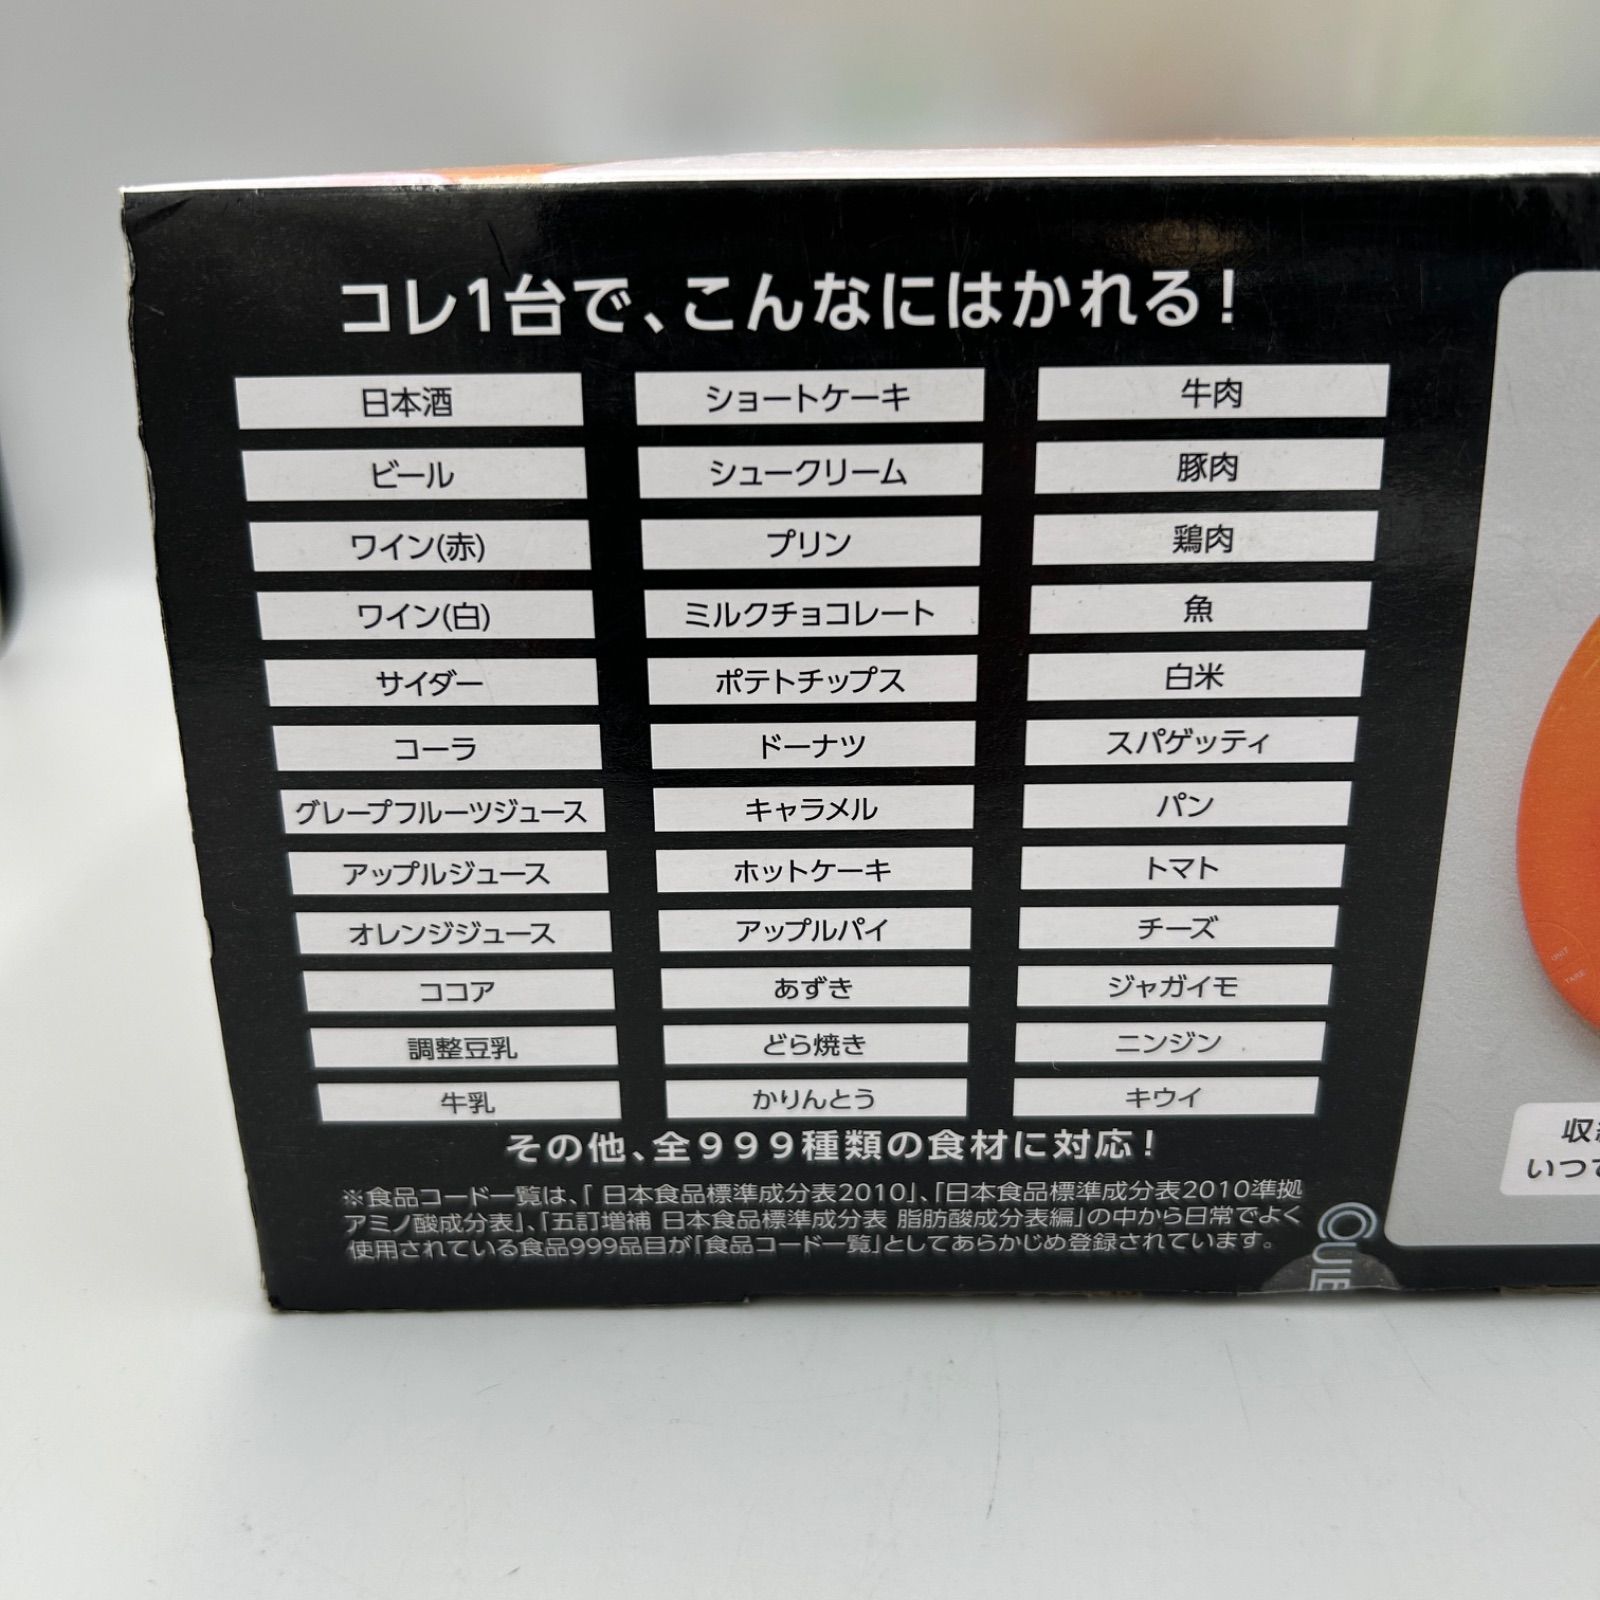 コレ1台で、こんなにはかれる!
日本酒
ビール
ワイン(赤)
ワイン(白)
サイダー
コーラ
グレープフルーツジュース
アップルジュース
オレンジジュース
ココア
調整豆乳
牛乳
ショートケーキ
シュークリーム
プリン
ミルクチョコレート
ポテトチップス
ドーナツ
キャラメル
ホットケーキ
アップルパイ
あずき
どら焼き
かりんとう
牛肉
豚肉
鶏肉
魚
白米
スパゲッティ
パン
トマト
チーズ
ジャガイモ
ニンジン
キウイ
その他、全999種類の食材に対応!
※食品コード一覧は、「日本食品標準成分表2010」、「日本食品標準成分表2010準拠
アミノ酸成分表」、「五訂増補 日本食品標準成分表 脂肪酸成分表編」の中から日常でよく
使用されている食品999品目が「食品コード一覧」としてあらかじめ登録されています。
UNIT
TARE
収
いつ